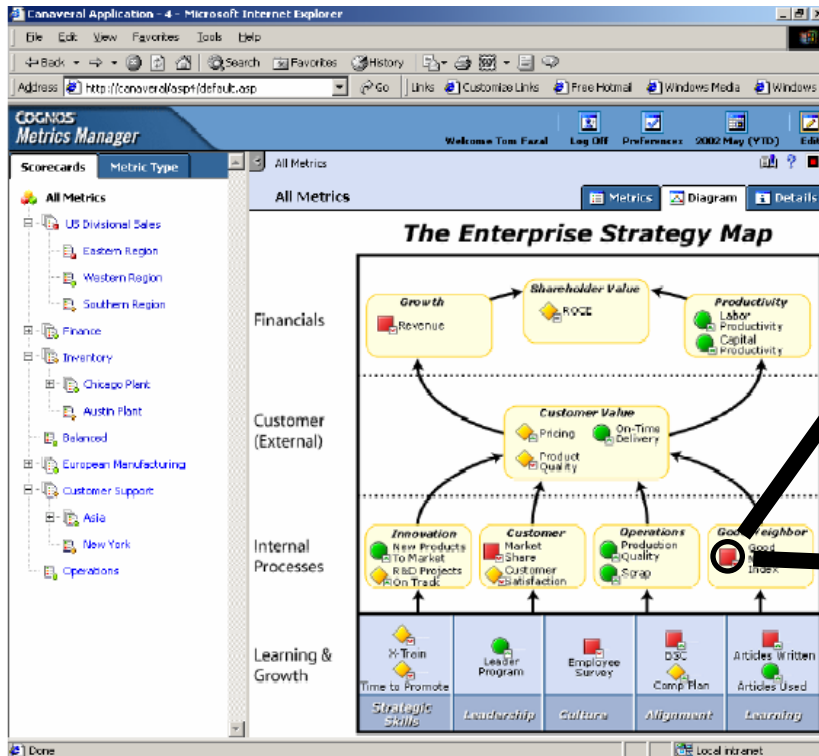 Canaveral Application - 4 - Microsoft Internet Explorer
File Edit View Favorites Tools Help
Back Search Favorites History
Address http://canaveral/asp4/default.asp Go Links Customize Links Free Hotmail Windows Media Windows
COGNOS
Metrics Manager
Welcome Tom Fazal Log Off Preferences 2002 May (YTD) Edit
Scorecards Metric Type
All Metrics
All Metrics
Metrics Diagram Details
All Metrics
US Divisional Sales
Eastern Region
Western Region
Southern Region
Finance
Inventory
Chicago Plant
Austin Plant
Balanced
European Manufacturing
Customer Support
Asia
New York
Operations
The Enterprise Strategy Map
Financials
Growth
Revenue
Shareholder Value
ROCE
Productivity
Labor
Productivity
Capital
Productivity
Customer
(External)
Customer Value
Pricing
On-Time
Delivery
Product
Quality
Internal
Processes
Innovation
New Products
To Market
R&D Projects
On Track
Customer
Market
Share
Customer
Satisfaction
Operations
Production
Quality
Scrap
Good Neighbor
Good
Index
Learning &
Growth
X-Train
Time to Promote
Strategic
Skills
Leader
Program
Leadership
Employee
Survey
Culture
Comp Plan
Alignment
Articles Written
Articles Used
Learning
Done
Local intranet